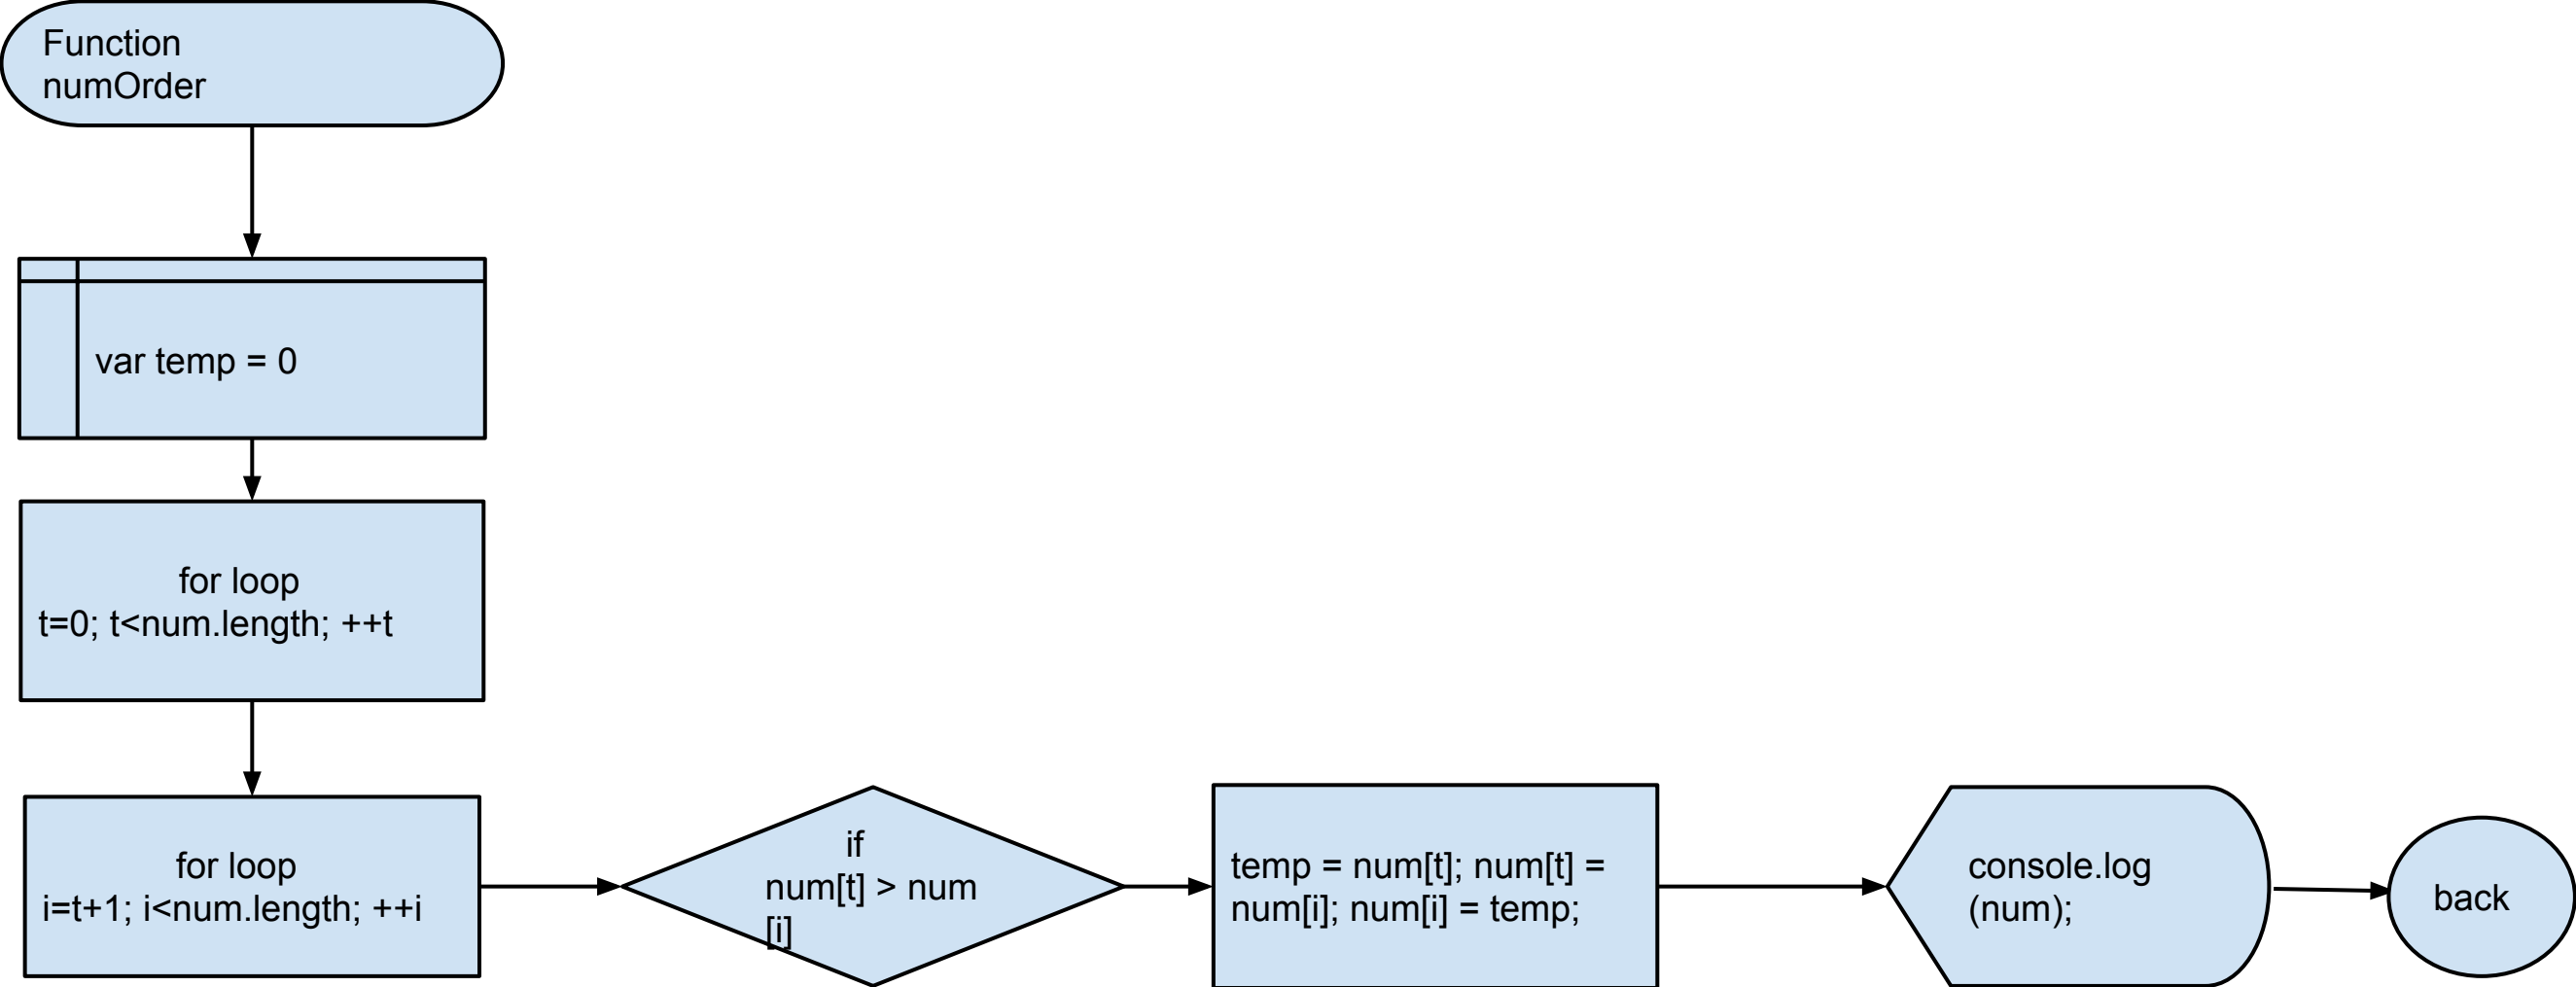 Function
numOrder
var temp = 0
for loop
t=0; t<num.length; ++t
for loop
i=t+1; i<num.length; ++i
if
num[t] > num
[i]
temp = num[t]; num[t] =
num[i]; num[i] = temp;
console.log
(num);
back